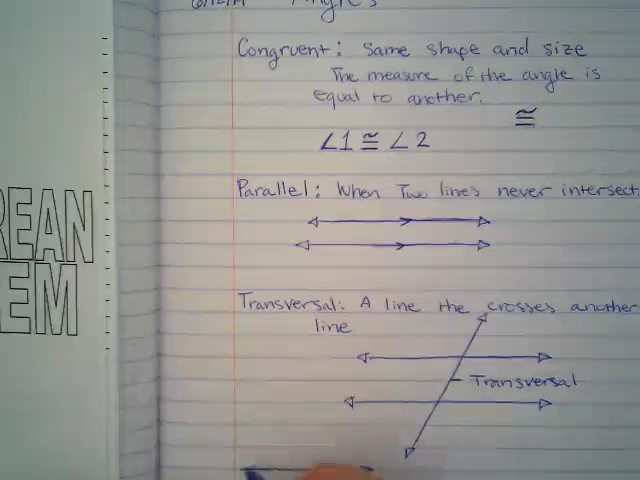 Angles
Congruent: Same shape and size
The measure of the angle is
equal to another.
≅
∠1 ≅ ∠2
Parallel: When Two lines never intersect.
Transversal: A line the crosses another
line
Transversal
REAN
EM